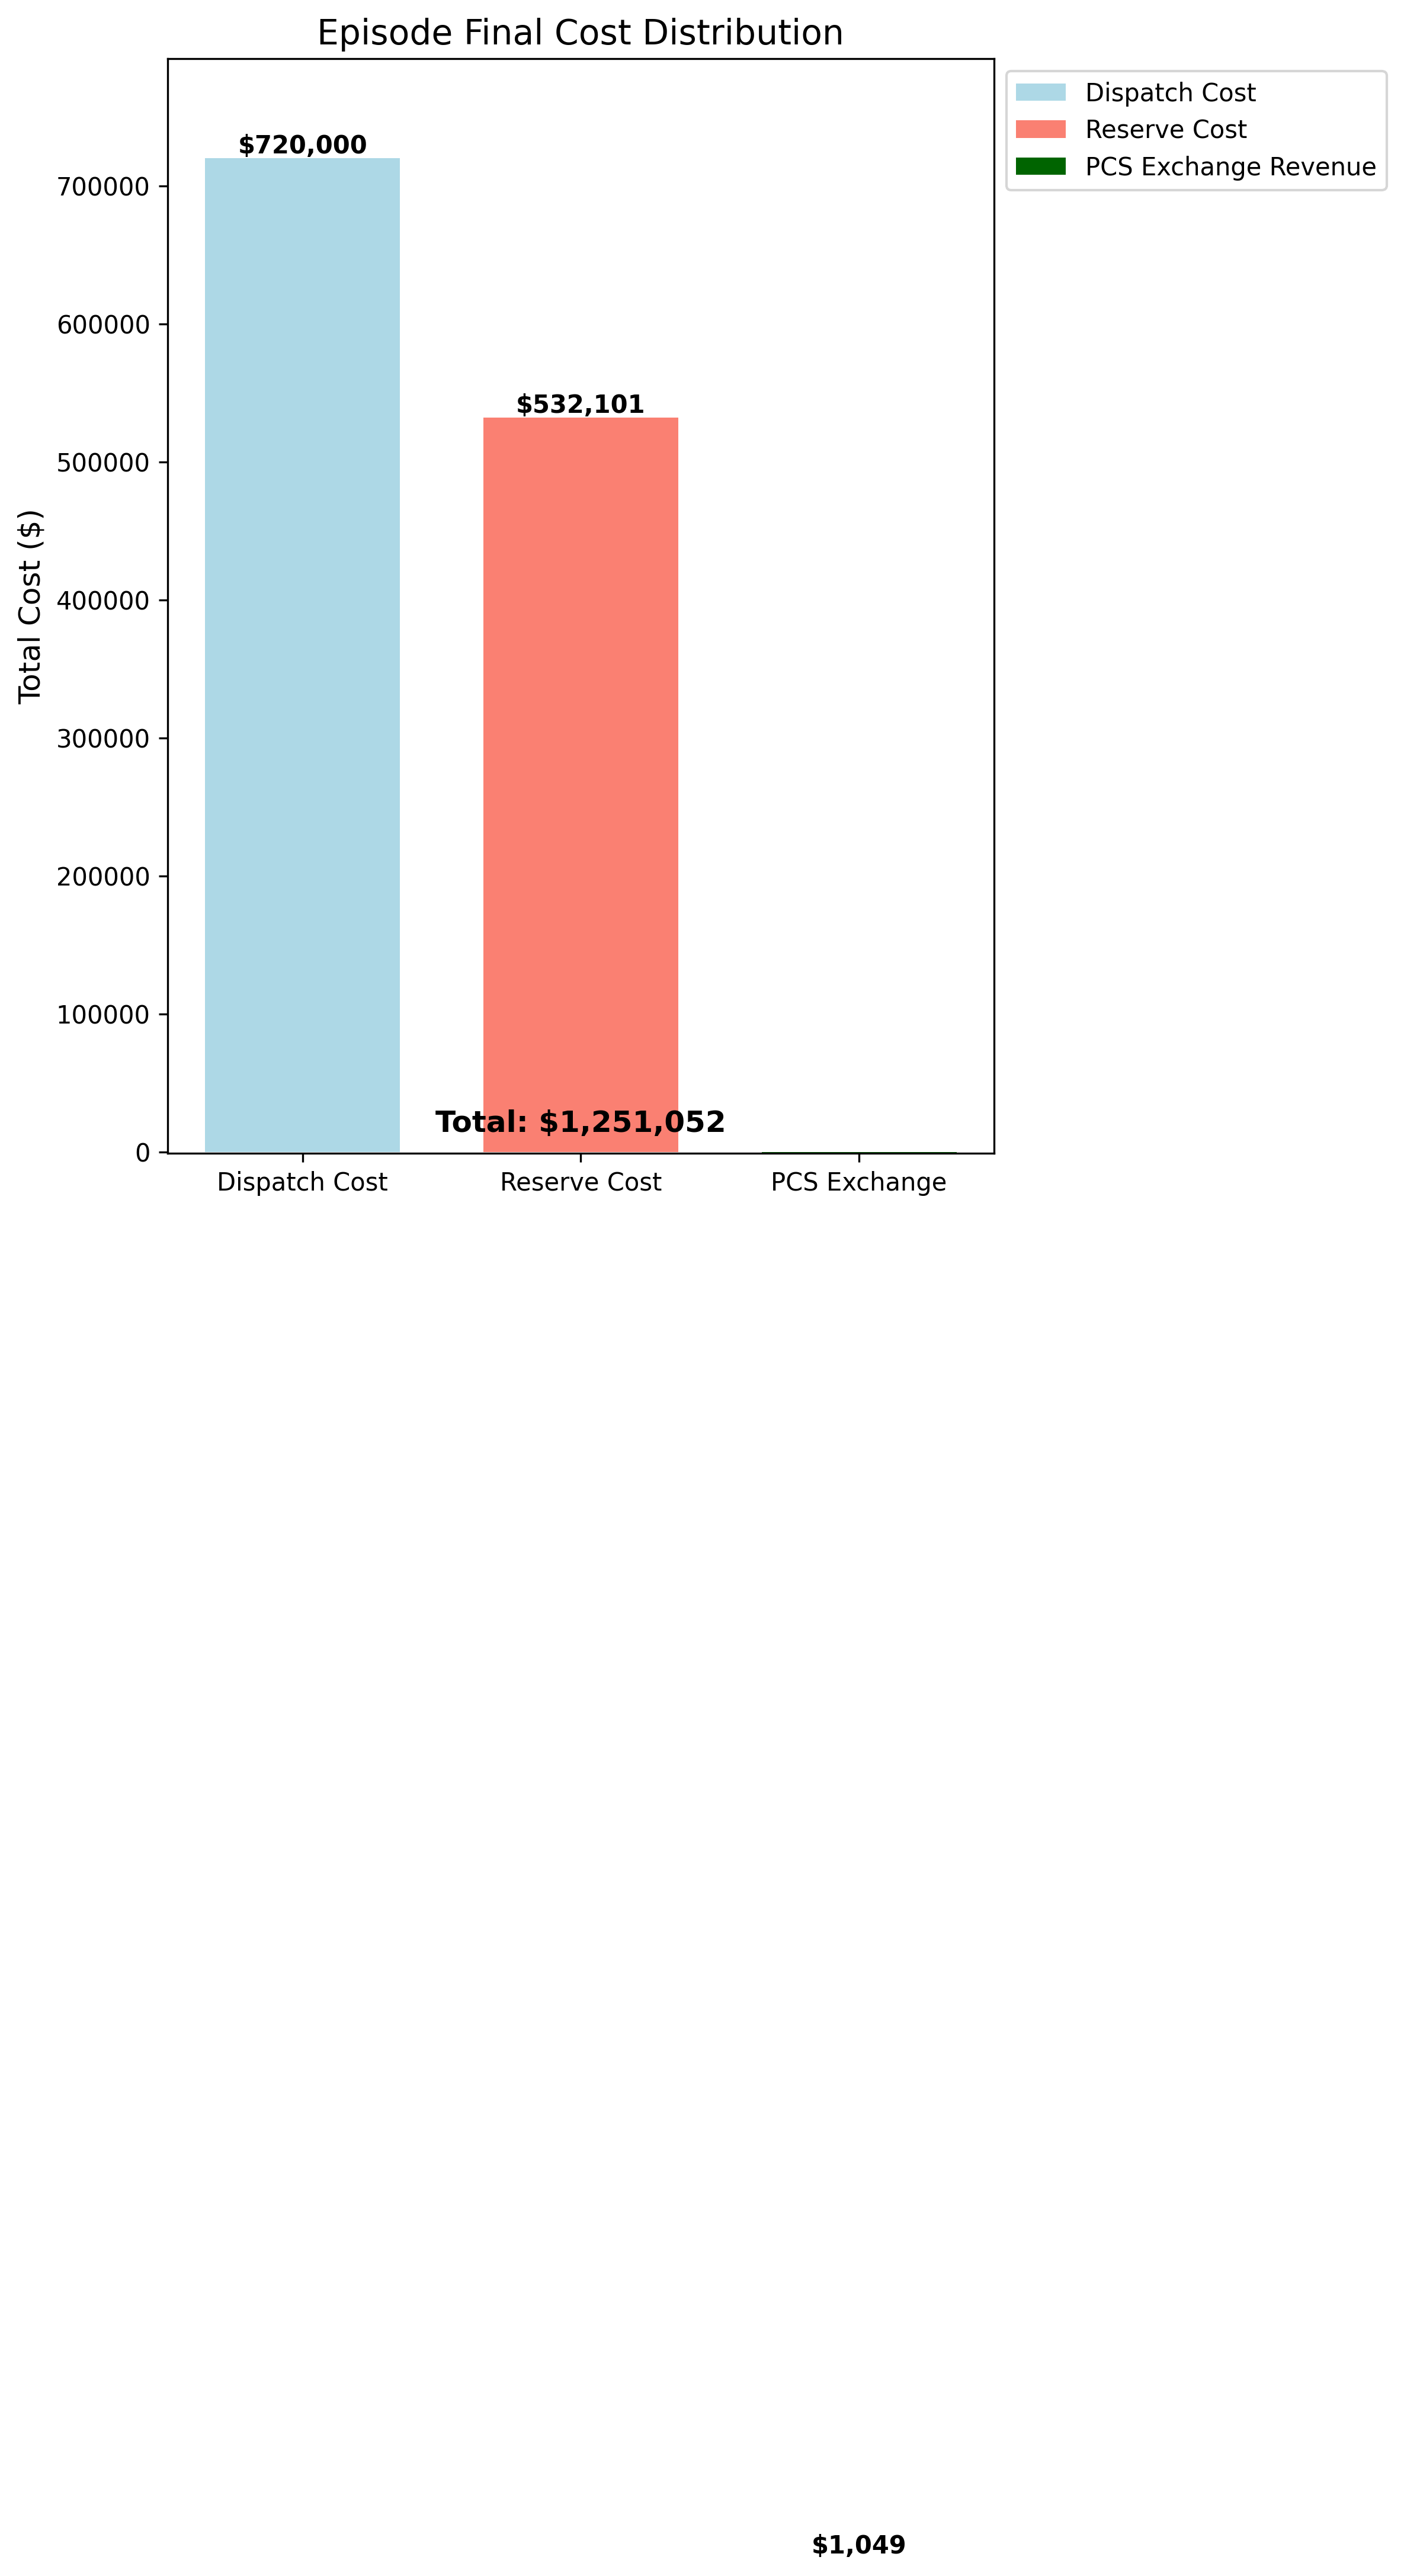 Episode Final Cost Distribution
Dispatch Cost
Reserve Cost
PCS Exchange Revenue
Total Cost ($)
700000
600000
500000
400000
300000
200000
100000
0
$720,000
$532,101
Total: $1,251,052
Dispatch Cost
Reserve Cost
PCS Exchange
$1,049